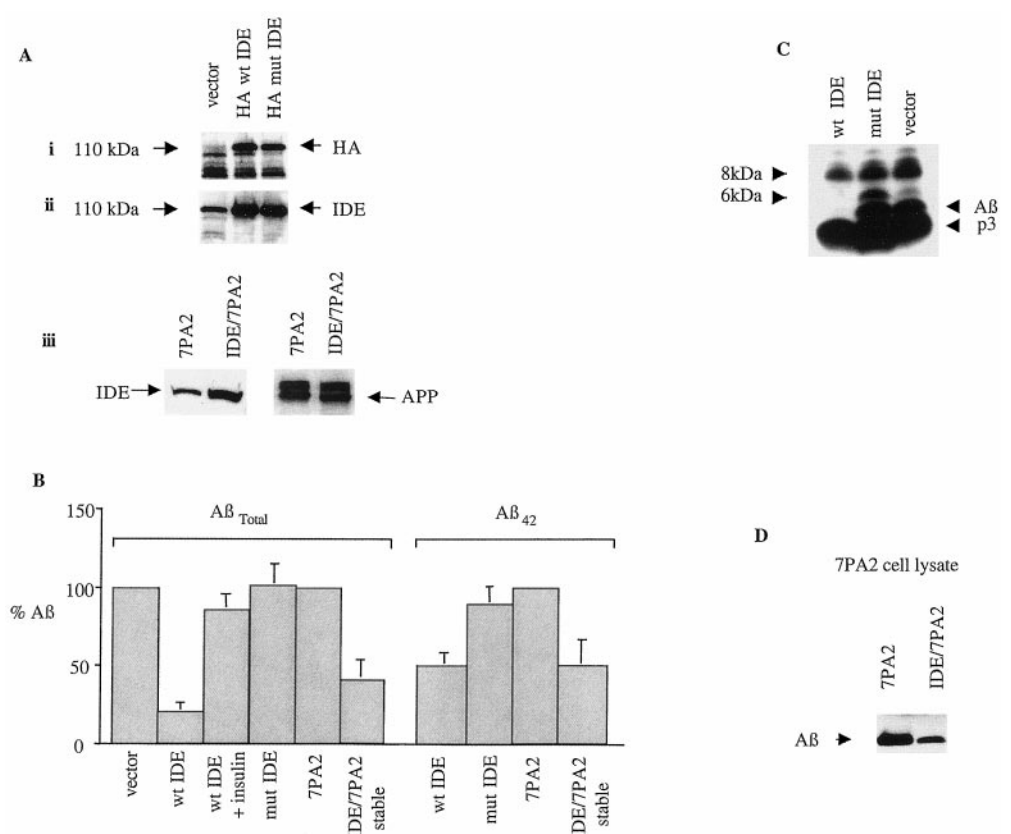 A
vector
HA wt IDE
HA mut IDE
i 110 kDa HA
ii 110 kDa IDE
iii
7PA2
IDE/7PA2
7PA2
IDE/7PA2
IDE
APP
B
Aß Total
Aß 42
% Aß
150
100
50
0
vector
wt IDE
wt IDE
+ insulin
mut IDE
7PA2
DE/7PA2
stable
wt IDE
mut IDE
7PA2
DE/7PA2
stable
C
wt IDE
mut IDE
vector
8kDa
6kDa
Aß
p3
D
7PA2 cell lysate
7PA2
IDE/7PA2
Aß